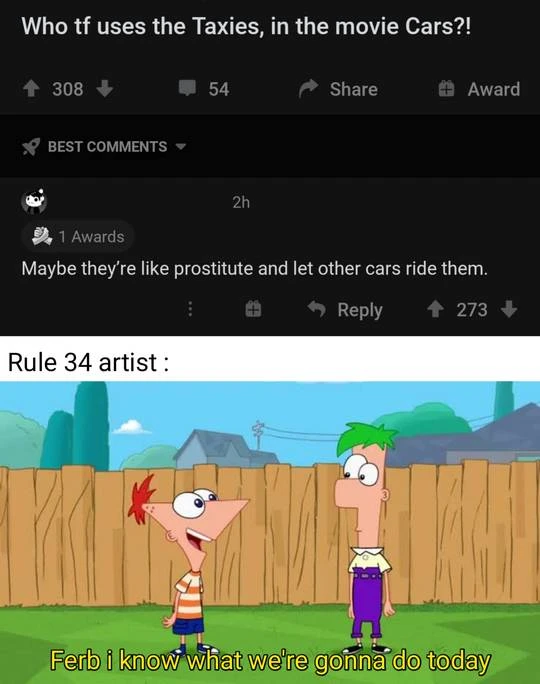 Who tf uses the Taxies, in the movie Cars?!
308
54
Share
Award
BEST COMMENTS
2h
1 Awards
Maybe they’re like prostitute and let other cars ride them.
Reply
273
Rule 34 artist :
Ferb i know what we're gonna do today